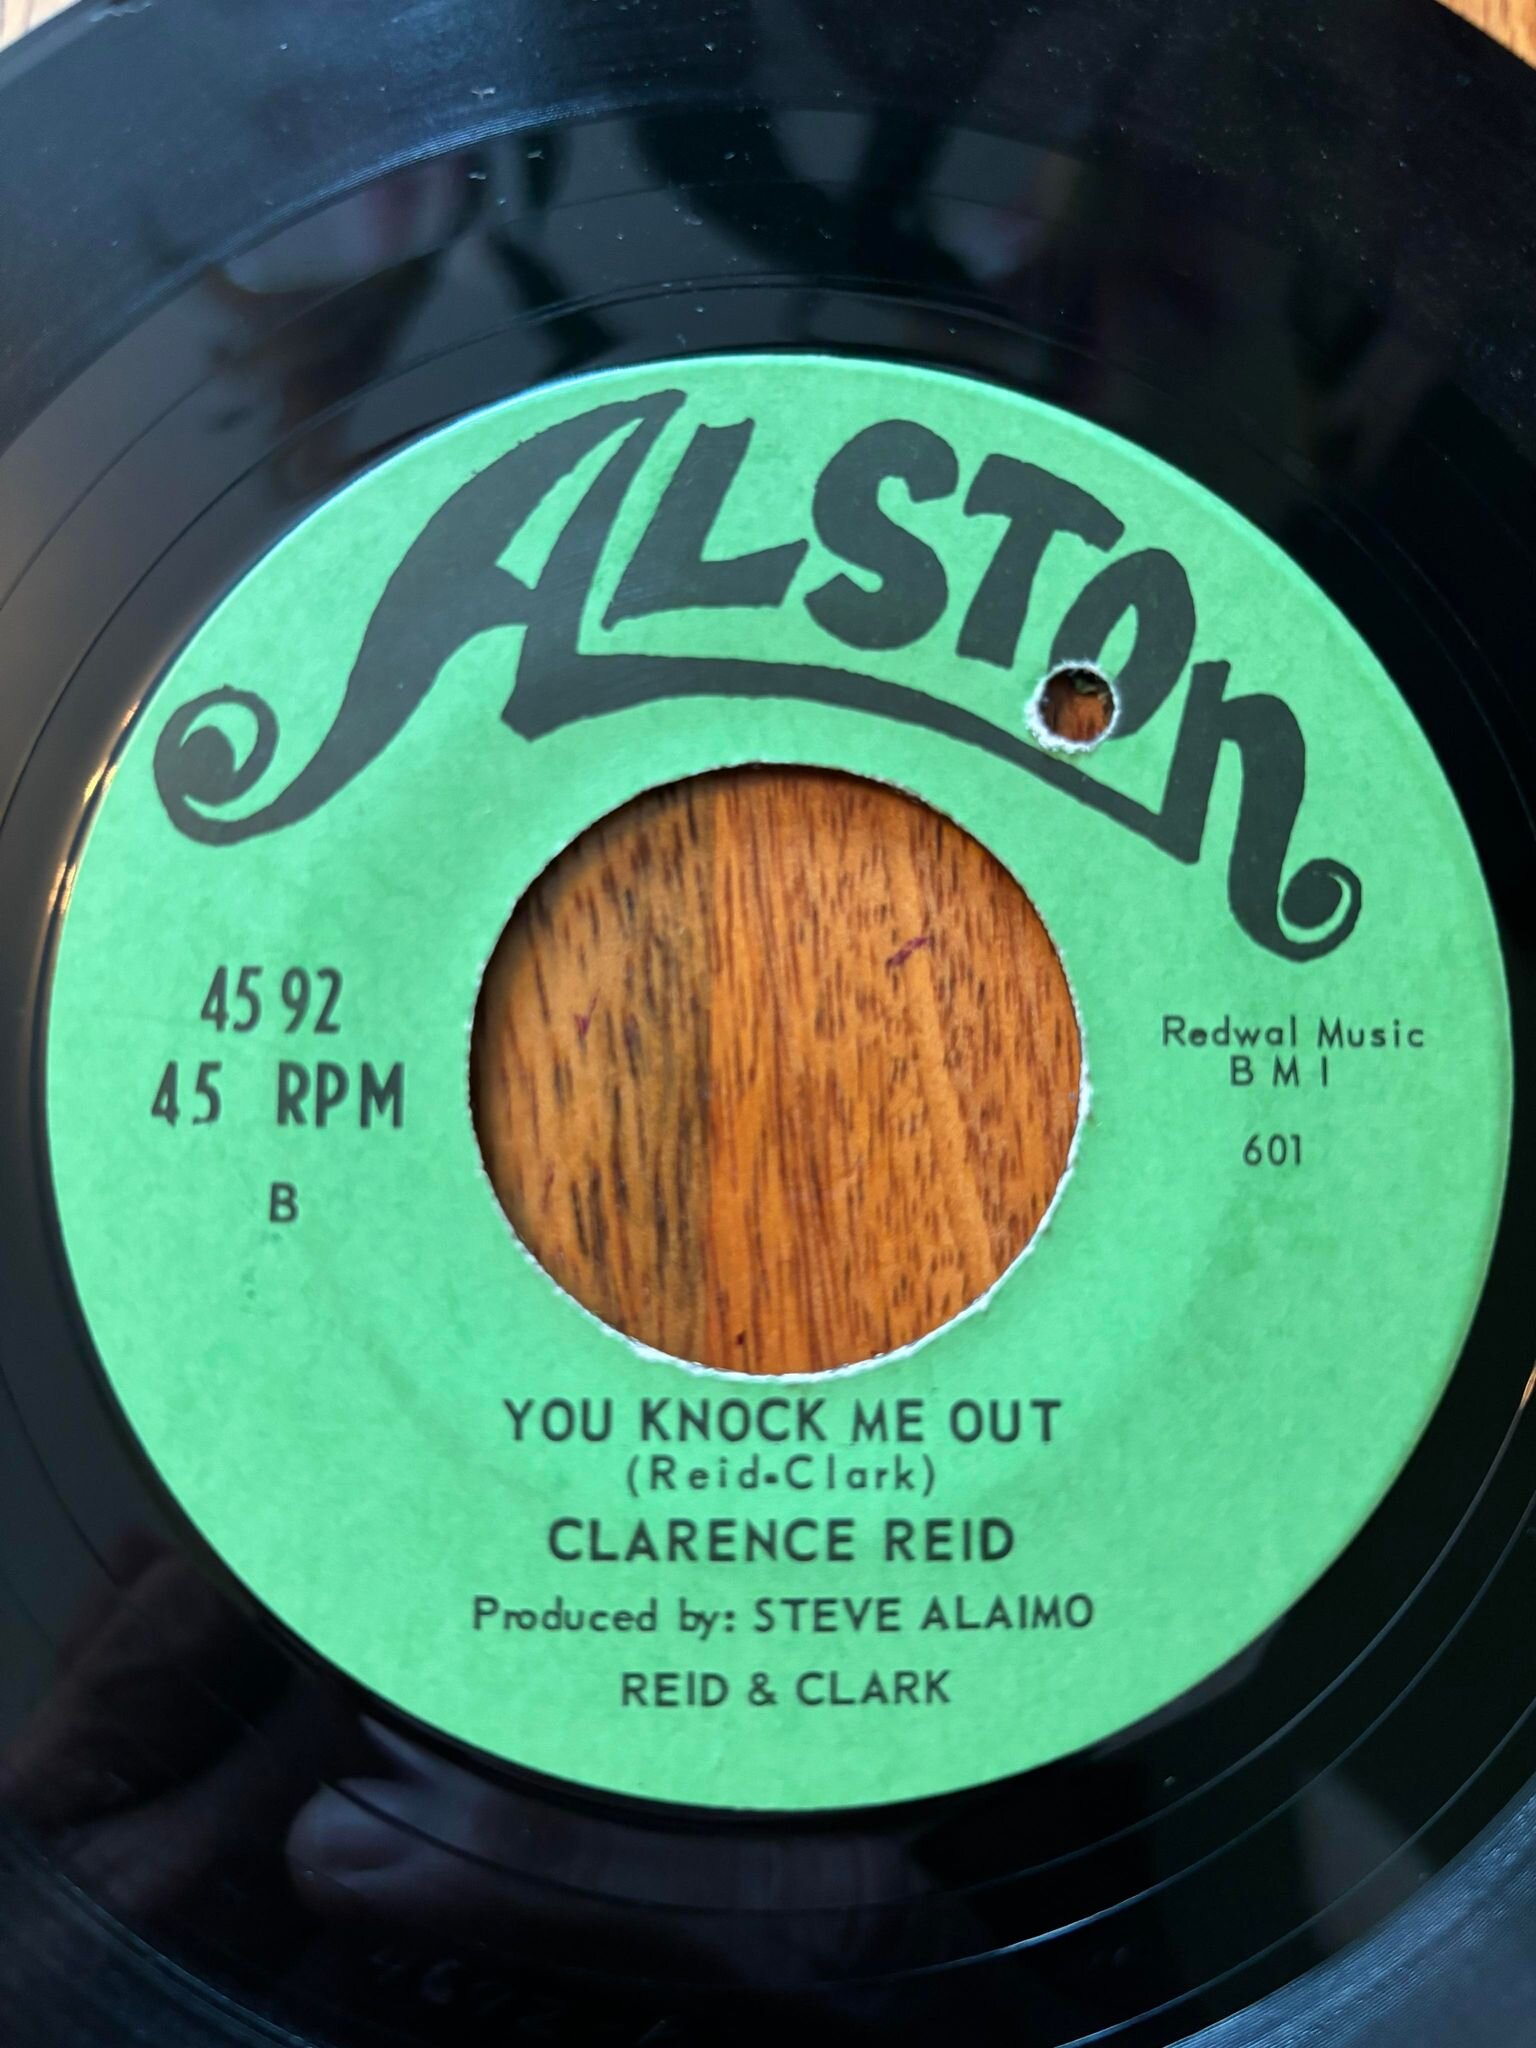 ALSTON
4592
45 RPM
B
Redwal Music
BMI
601
YOU KNOCK ME OUT
(Reid-Clark)
CLARENCE REID
Produced by: STEVE ALAIMO
REID & CLARK